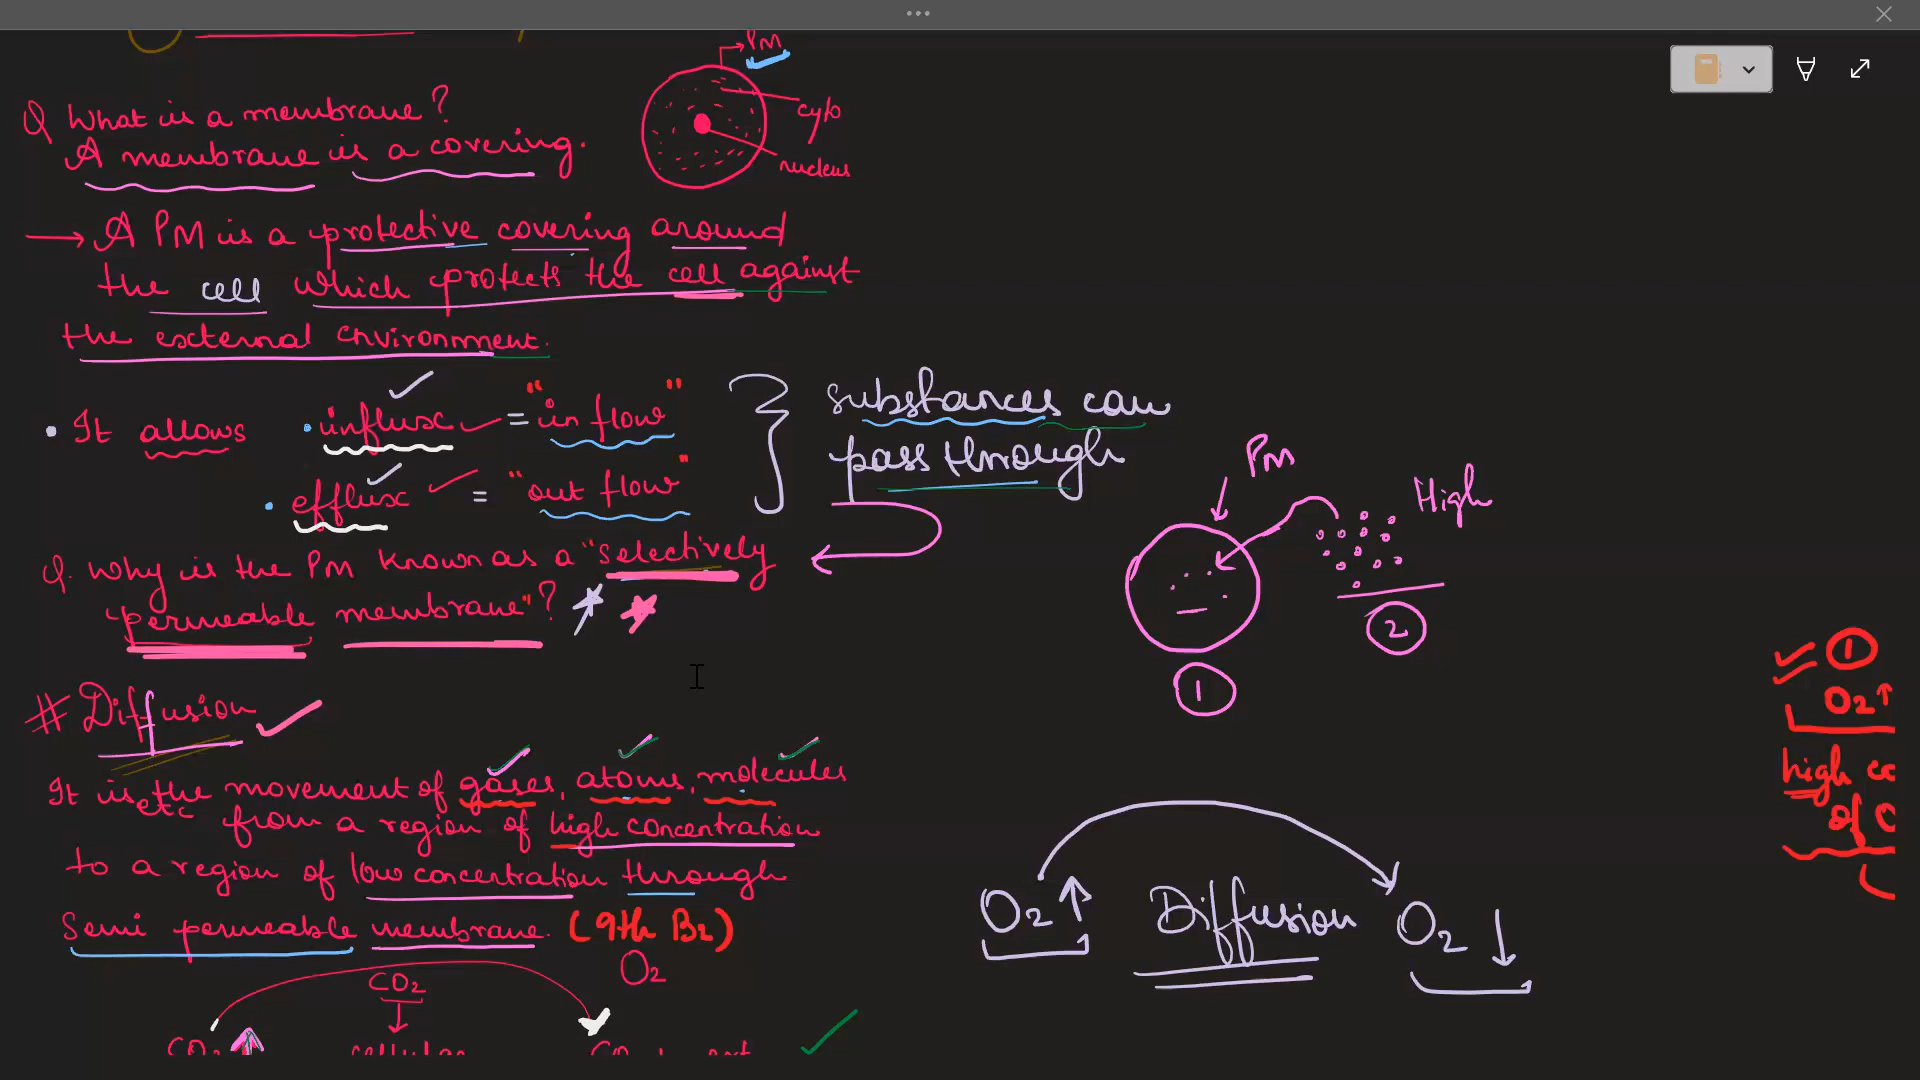 PM
cyto
nucleus
Q What is a membrane?
A membrane is a covering.
→ A PM is a protective covering around
the cell which protects the cell against
the external environment.
• It allows • influx = "in flow"
• efflux = "out flow"
substances can
pass through
Q. Why is the PM known as a "selectively
permeable membrane"?
PM
High
1
2
# Diffusion
It is the movement of gases, atoms, molecules
etc from a region of high concentration
to a region of low concentration through
Semi permeable membrane. (9th B2)
O2
CO2
CO2
O2 ↑ Diffusion O2 ↓
1
O2 ↑
high
of